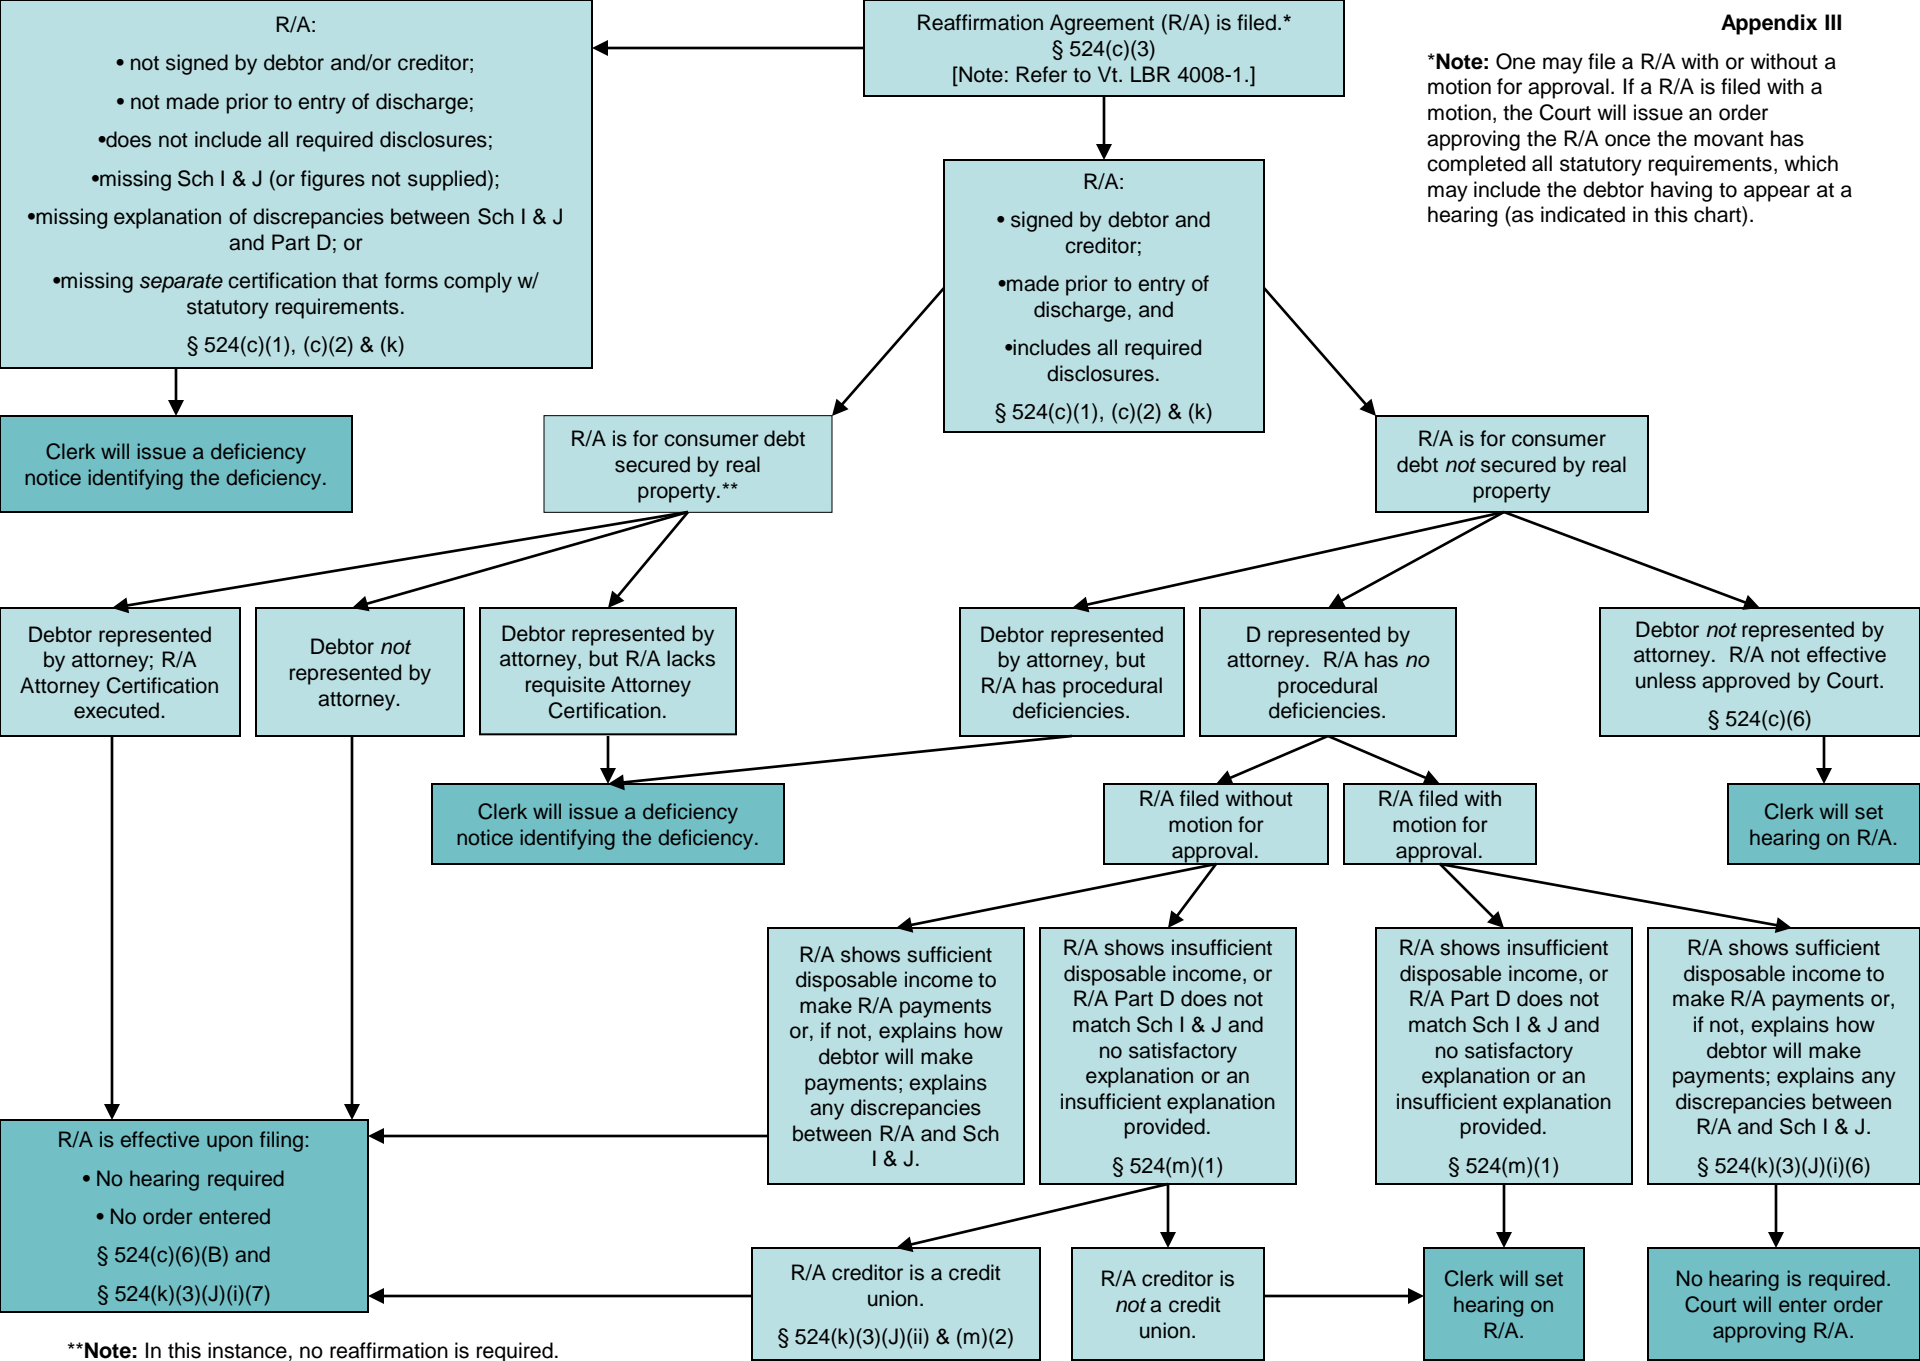 R/A:
• not signed by debtor and/or creditor;
• not made prior to entry of discharge;
•does not include all required disclosures;
•missing Sch I & J (or figures not supplied);
•missing explanation of discrepancies between Sch I & J
and Part D; or
•missing separate certification that forms comply w/
statutory requirements.
§ 524(c)(1), (c)(2) & (k)
Reaffirmation Agreement (R/A) is filed.*
§ 524(c)(3)
[Note: Refer to Vt. LBR 4008-1.]
Appendix III
*Note: One may file a R/A with or without a
motion for approval. If a R/A is filed with a
motion, the Court will issue an order
approving the R/A once the movant has
completed all statutory requirements, which
may include the debtor having to appear at a
hearing (as indicated in this chart).
R/A:
• signed by debtor and
creditor;
•made prior to entry of
discharge, and
•includes all required
disclosures.
§ 524(c)(1), (c)(2) & (k)
Clerk will issue a deficiency
notice identifying the deficiency.
R/A is for consumer debt
secured by real
property.**
R/A is for consumer
debt not secured by real
property
Debtor represented
by attorney; R/A
Attorney Certification
executed.
Debtor not
represented by
attorney.
Debtor represented by
attorney, but R/A lacks
requisite Attorney
Certification.
Debtor represented
by attorney, but
R/A has procedural
deficiencies.
D represented by
attorney. R/A has no
procedural
deficiencies.
Debtor not represented by
attorney. R/A not effective
unless approved by Court.
§ 524(c)(6)
Clerk will issue a deficiency
notice identifying the deficiency.
R/A filed without
motion for
approval.
R/A filed with
motion for
approval.
Clerk will set
hearing on R/A.
R/A shows sufficient
disposable income to
make R/A payments
or, if not, explains how
debtor will make
payments; explains
any discrepancies
between R/A and Sch
I & J.
R/A shows insufficient
disposable income, or
R/A Part D does not
match Sch I & J and
no satisfactory
explanation or an
insufficient explanation
provided.
§ 524(m)(1)
R/A shows insufficient
disposable income, or
R/A Part D does not
match Sch I & J and
no satisfactory
explanation or an
insufficient explanation
provided.
§ 524(m)(1)
R/A shows sufficient
disposable income to
make R/A payments or,
if not, explains how
debtor will make
payments; explains any
discrepancies between
R/A and Sch I & J.
§ 524(k)(3)(J)(i)(6)
R/A is effective upon filing:
• No hearing required
• No order entered
§ 524(c)(6)(B) and
§ 524(k)(3)(J)(i)(7)
R/A creditor is a credit
union.
§ 524(k)(3)(J)(ii) & (m)(2)
R/A creditor is
not a credit
union.
Clerk will set
hearing on
R/A.
No hearing is required.
Court will enter order
approving R/A.
**Note: In this instance, no reaffirmation is required.